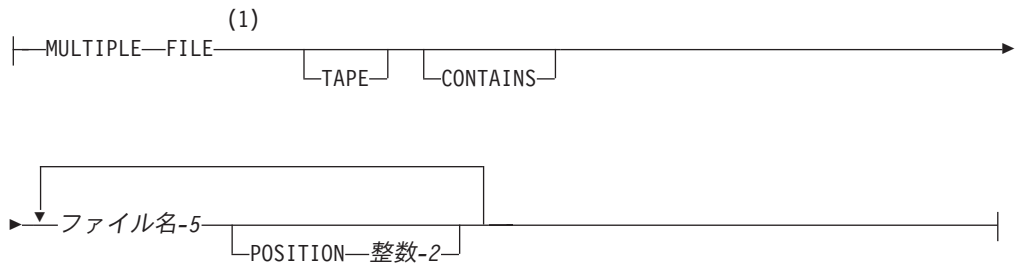 (1)
MULTIPLE FILE
TAPE CONTAINS
ファイル名-5
POSITION 整数-2